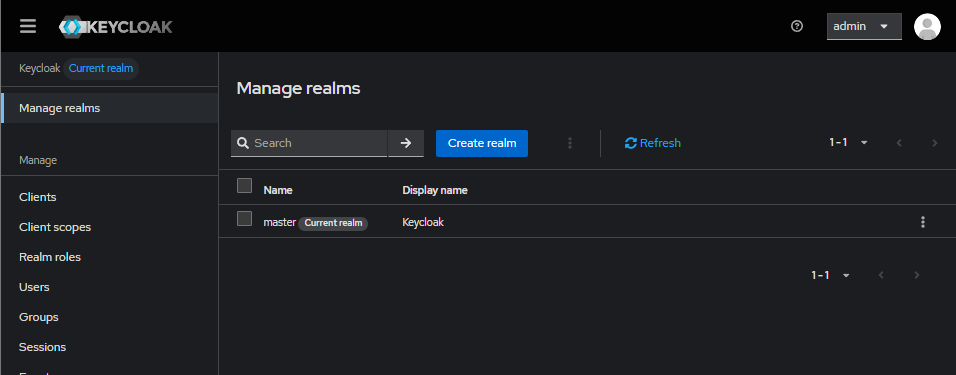 KEYCLOAK
admin
Keycloak Current realm
Manage realms
Manage
Clients
Client scopes
Realm roles
Users
Groups
Sessions
Manage realms
Search
Create realm
Refresh
1-1
Name Display name
master Current realm Keycloak
1-1